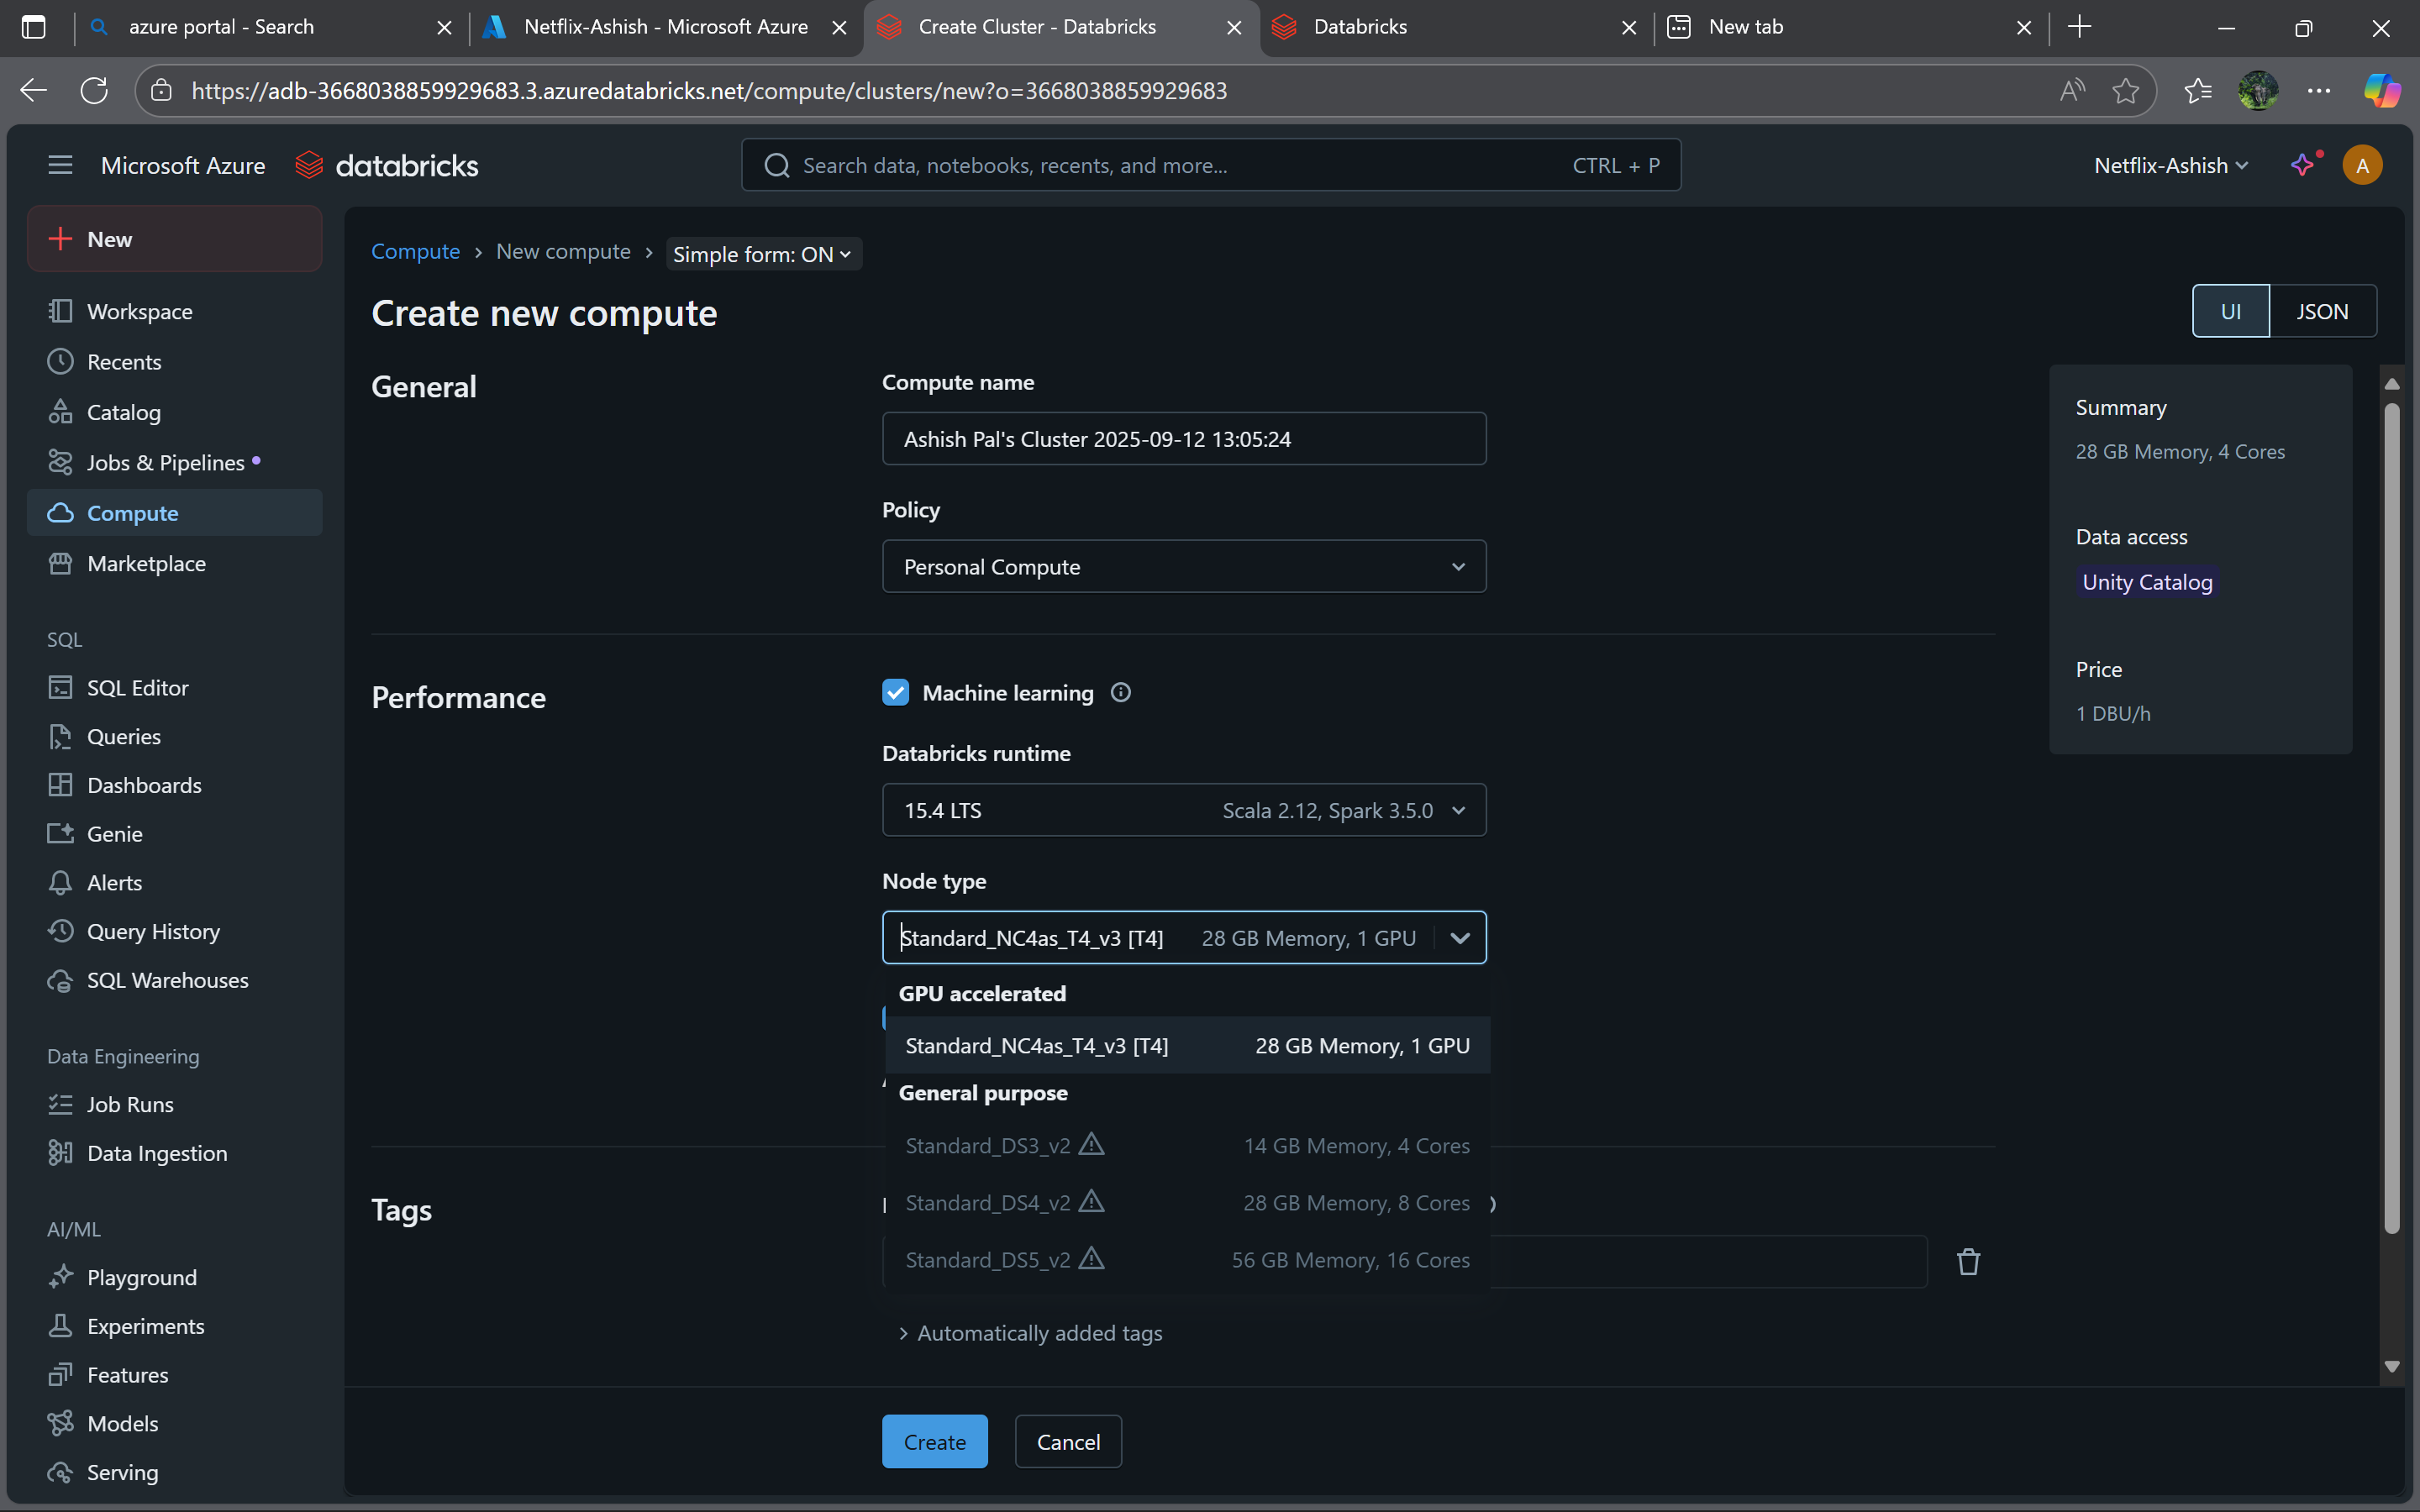 azure portal - Search
Netflix-Ashish - Microsoft Azure
Create Cluster - Databricks
Databricks
New tab
https://adb-3668038859929683.3.azuredatabricks.net/compute/clusters/new?o=3668038859929683
Microsoft Azure databricks
Search data, notebooks, recents, and more... CTRL + P
Netflix-Ashish
A
New
Workspace
Recents
Catalog
Jobs & Pipelines
Compute
Marketplace
SQL
SQL Editor
Queries
Dashboards
Genie
Alerts
Query History
SQL Warehouses
Data Engineering
Job Runs
Data Ingestion
AI/ML
Playground
Experiments
Features
Models
Serving
Compute › New compute › Simple form: ON
Create new compute
UI JSON
General
Compute name
Ashish Pal's Cluster 2025-09-12 13:05:24
Policy
Personal Compute
Performance
Machine learning
Databricks runtime
15.4 LTS Scala 2.12, Spark 3.5.0
Node type
Standard_NC4as_T4_v3 [T4] 28 GB Memory, 1 GPU
GPU accelerated
Standard_NC4as_T4_v3 [T4] 28 GB Memory, 1 GPU
General purpose
Standard_DS3_v2 14 GB Memory, 4 Cores
Standard_DS4_v2 28 GB Memory, 8 Cores
Standard_DS5_v2 56 GB Memory, 16 Cores
Tags
Automatically added tags
Create Cancel
Summary
28 GB Memory, 4 Cores
Data access
Unity Catalog
Price
1 DBU/h